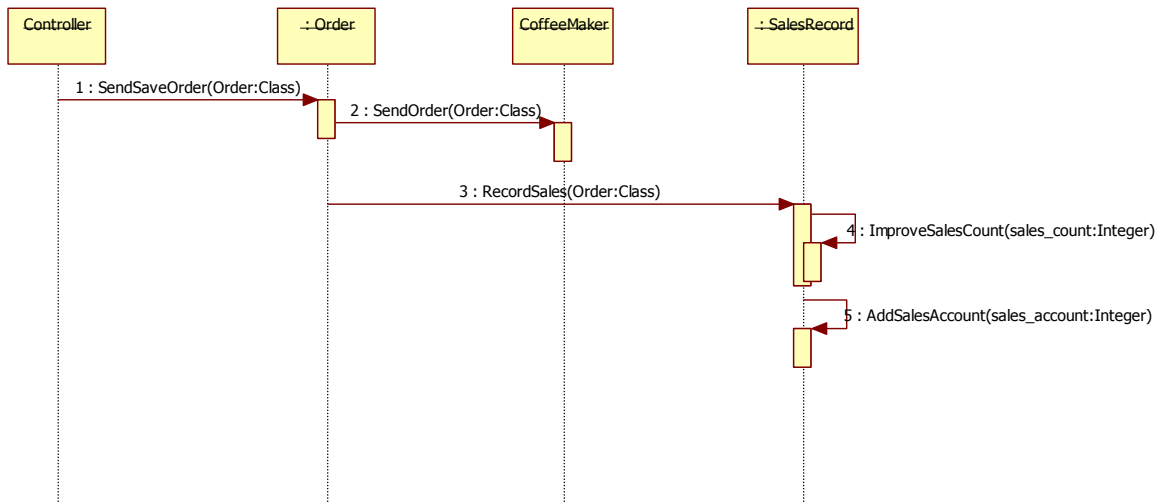 Controller
: Order
CoffeeMaker
: SalesRecord
1 : SendSaveOrder(Order:Class)
2 : SendOrder(Order:Class)
3 : RecordSales(Order:Class)
4 : ImproveSalesCount(sales_count:Integer)
5 : AddSalesAccount(sales_account:Integer)